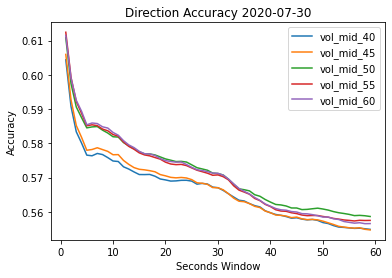 Direction Accuracy 2020-07-30
vol_mid_40
vol_mid_45
vol_mid_50
vol_mid_55
vol_mid_60
Accuracy
0.61
0.60
0.59
0.58
0.57
0.56
0 10 20 30 40 50 60
Seconds Window